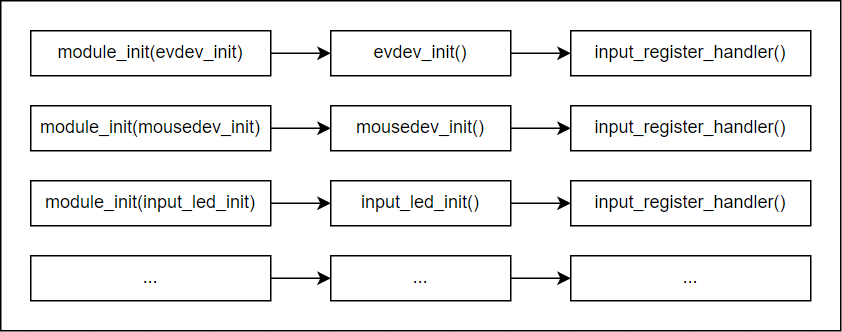 module_init(evdev_init)
evdev_init()
input_register_handler()
module_init(mousedev_init)
mousedev_init()
input_register_handler()
module_init(input_led_init)
input_led_init()
input_register_handler()
...
...
...